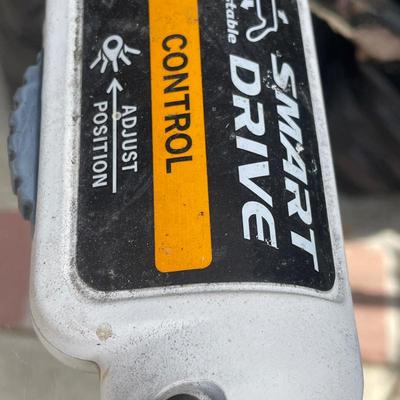 SMART
DRIVE
CONTROL
ADJUST
POSITION